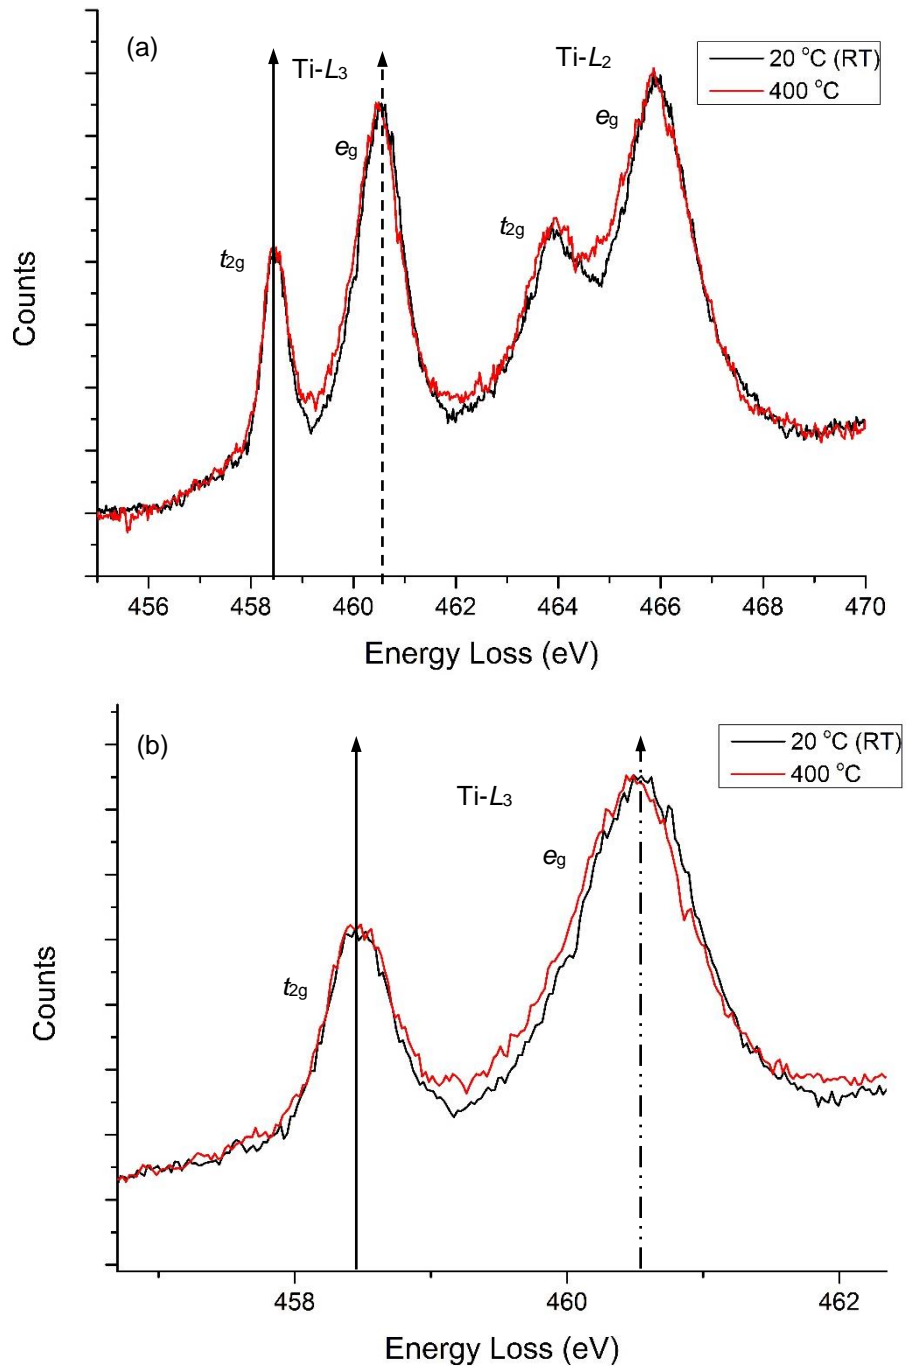 (a)
Ti-L3
Ti-L2
20 °C (RT)
400 °C
eg
eg
t2g
t2g
Counts
456 458 460 462 464 466 468 470
Energy Loss (eV)
(b)
20 °C (RT)
400 °C
Ti-L3
eg
t2g
Counts
458 460 462
Energy Loss (eV)